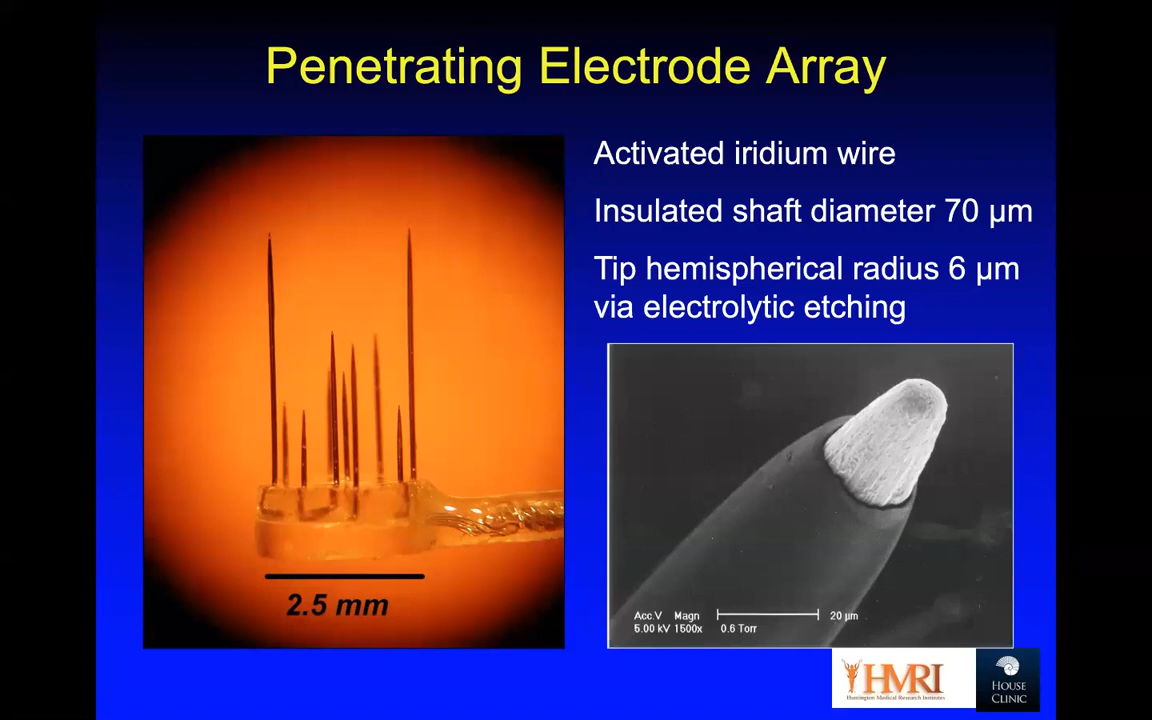 Penetrating Electrode Array
Activated iridium wire
Insulated shaft diameter 70 µm
Tip hemispherical radius 6 µm
via electrolytic etching
2.5 mm
Acc.V Magn 20 µm
5.00 kV 1500x 0.6 Torr
HMRI
Huntington Medical Research Institutes
HOUSE
CLINIC